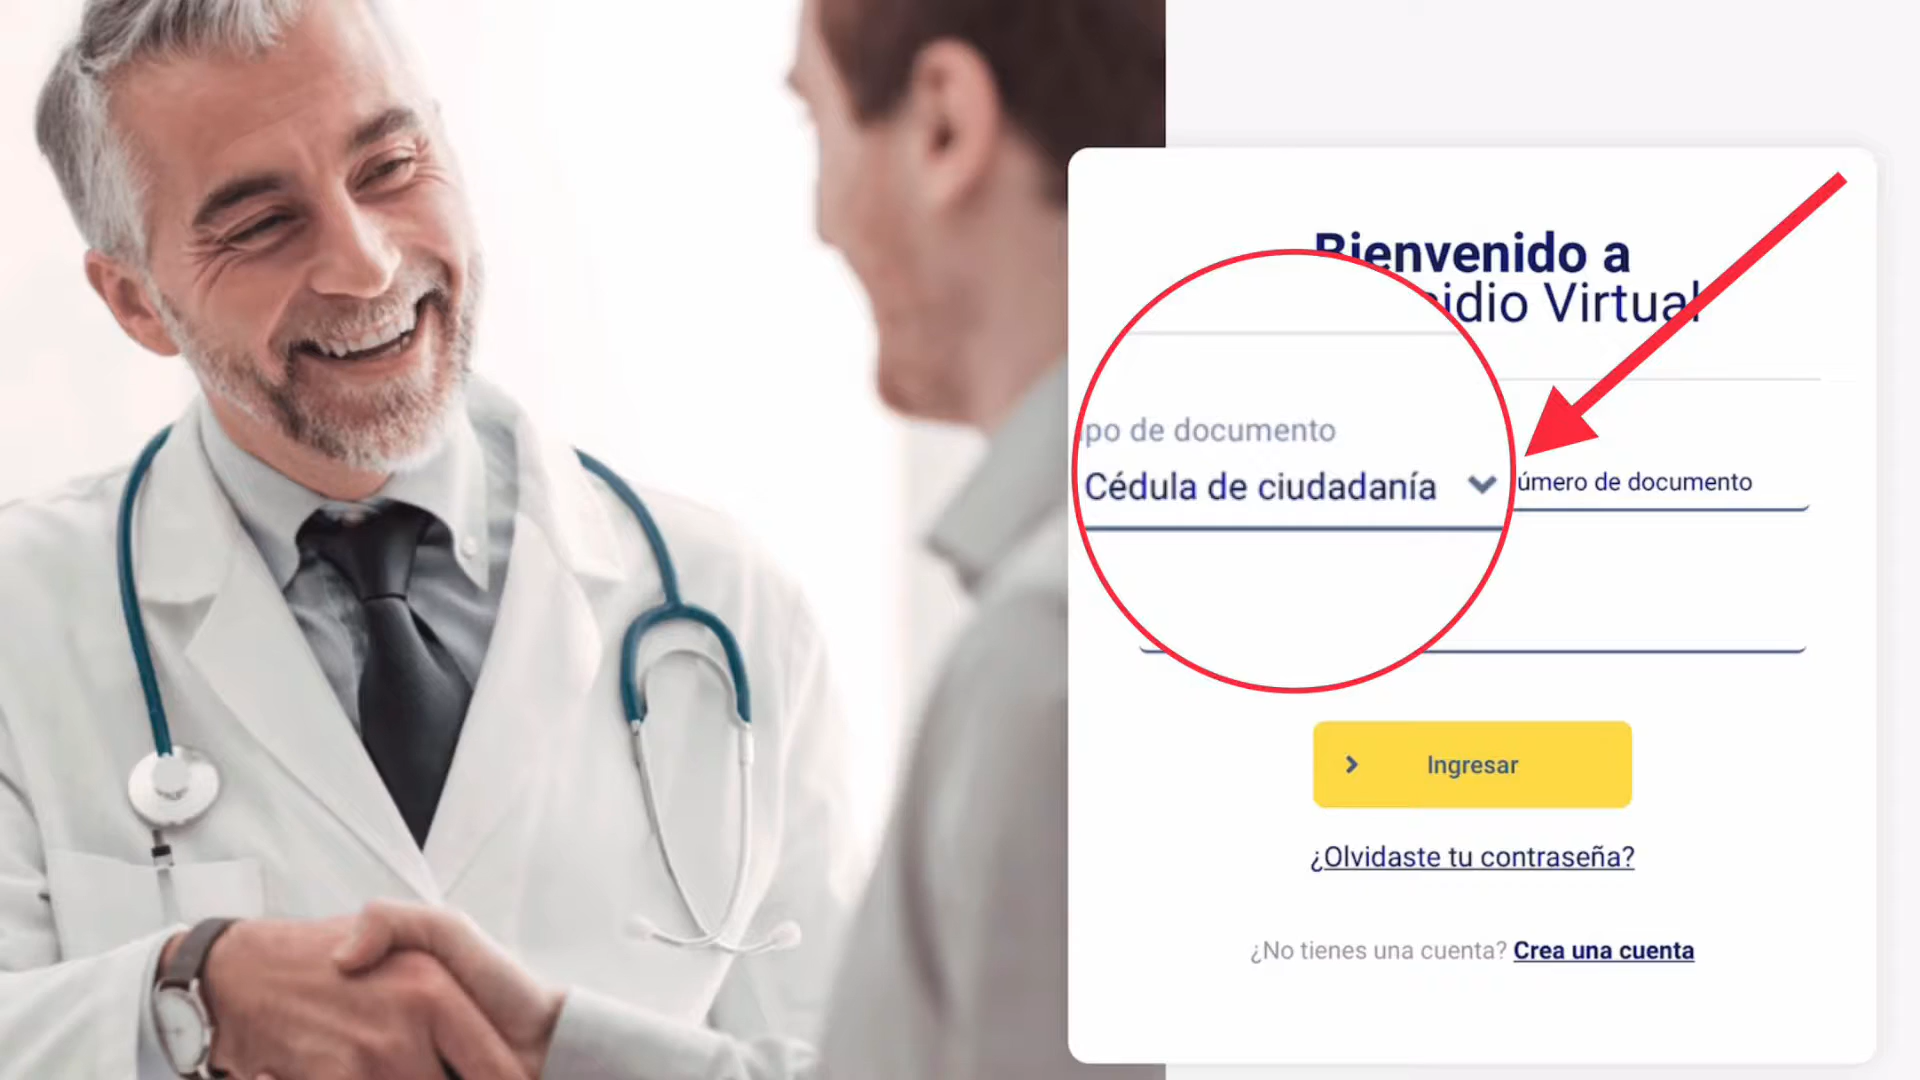 Bienvenido a
idio Virtual
po de documento
Cédula de ciudadanía
úmero de documento
Ingresar
¿Olvidaste tu contraseña?
¿No tienes una cuenta? Crea una cuenta